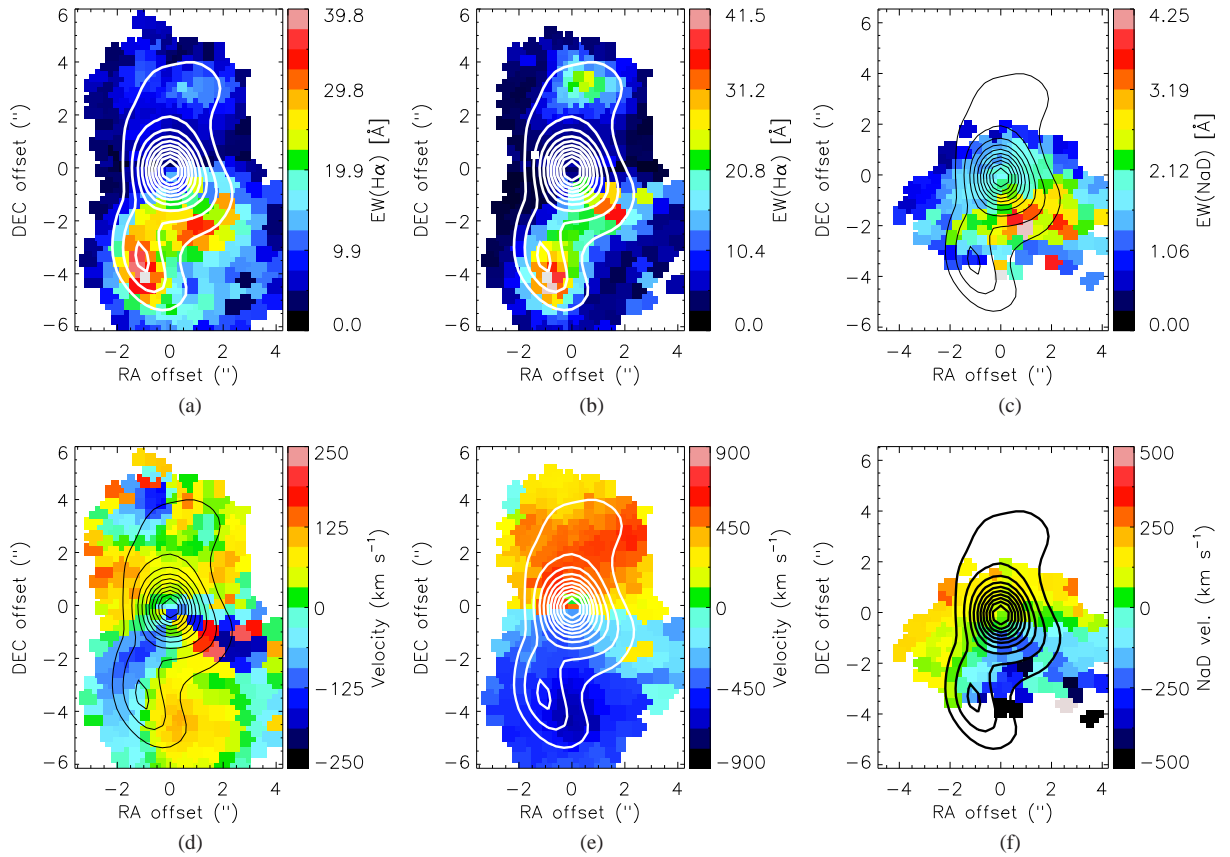 6
4
2
0
−2
−4
−6
DEC offset ('')
−2 0 2 4
RA offset ('')
39.8
29.8
19.9
9.9
0.0
EW(Hα) [Å]
(a)
6
4
2
0
−2
−4
−6
DEC offset ('')
−2 0 2 4
RA offset ('')
41.5
31.2
20.8
10.4
0.0
EW(Hα) [Å]
(b)
6
4
2
0
−2
−4
−6
DEC offset ('')
−4 −2 0 2 4
RA offset ('')
4.25
3.19
2.12
1.06
0.00
EW(NaD) [Å]
(c)
6
4
2
0
−2
−4
−6
DEC offset ('')
−2 0 2 4
RA offset ('')
250
125
0
−125
−250
Velocity (km s⁻¹)
(d)
6
4
2
0
−2
−4
−6
DEC offset ('')
−2 0 2 4
RA offset ('')
900
450
0
−450
−900
Velocity (km s⁻¹)
(e)
6
4
2
0
−2
−4
−6
DEC offset ('')
−4 −2 0 2 4
RA offset ('')
500
250
0
−250
−500
NaD vel. (km s⁻¹)
(f)